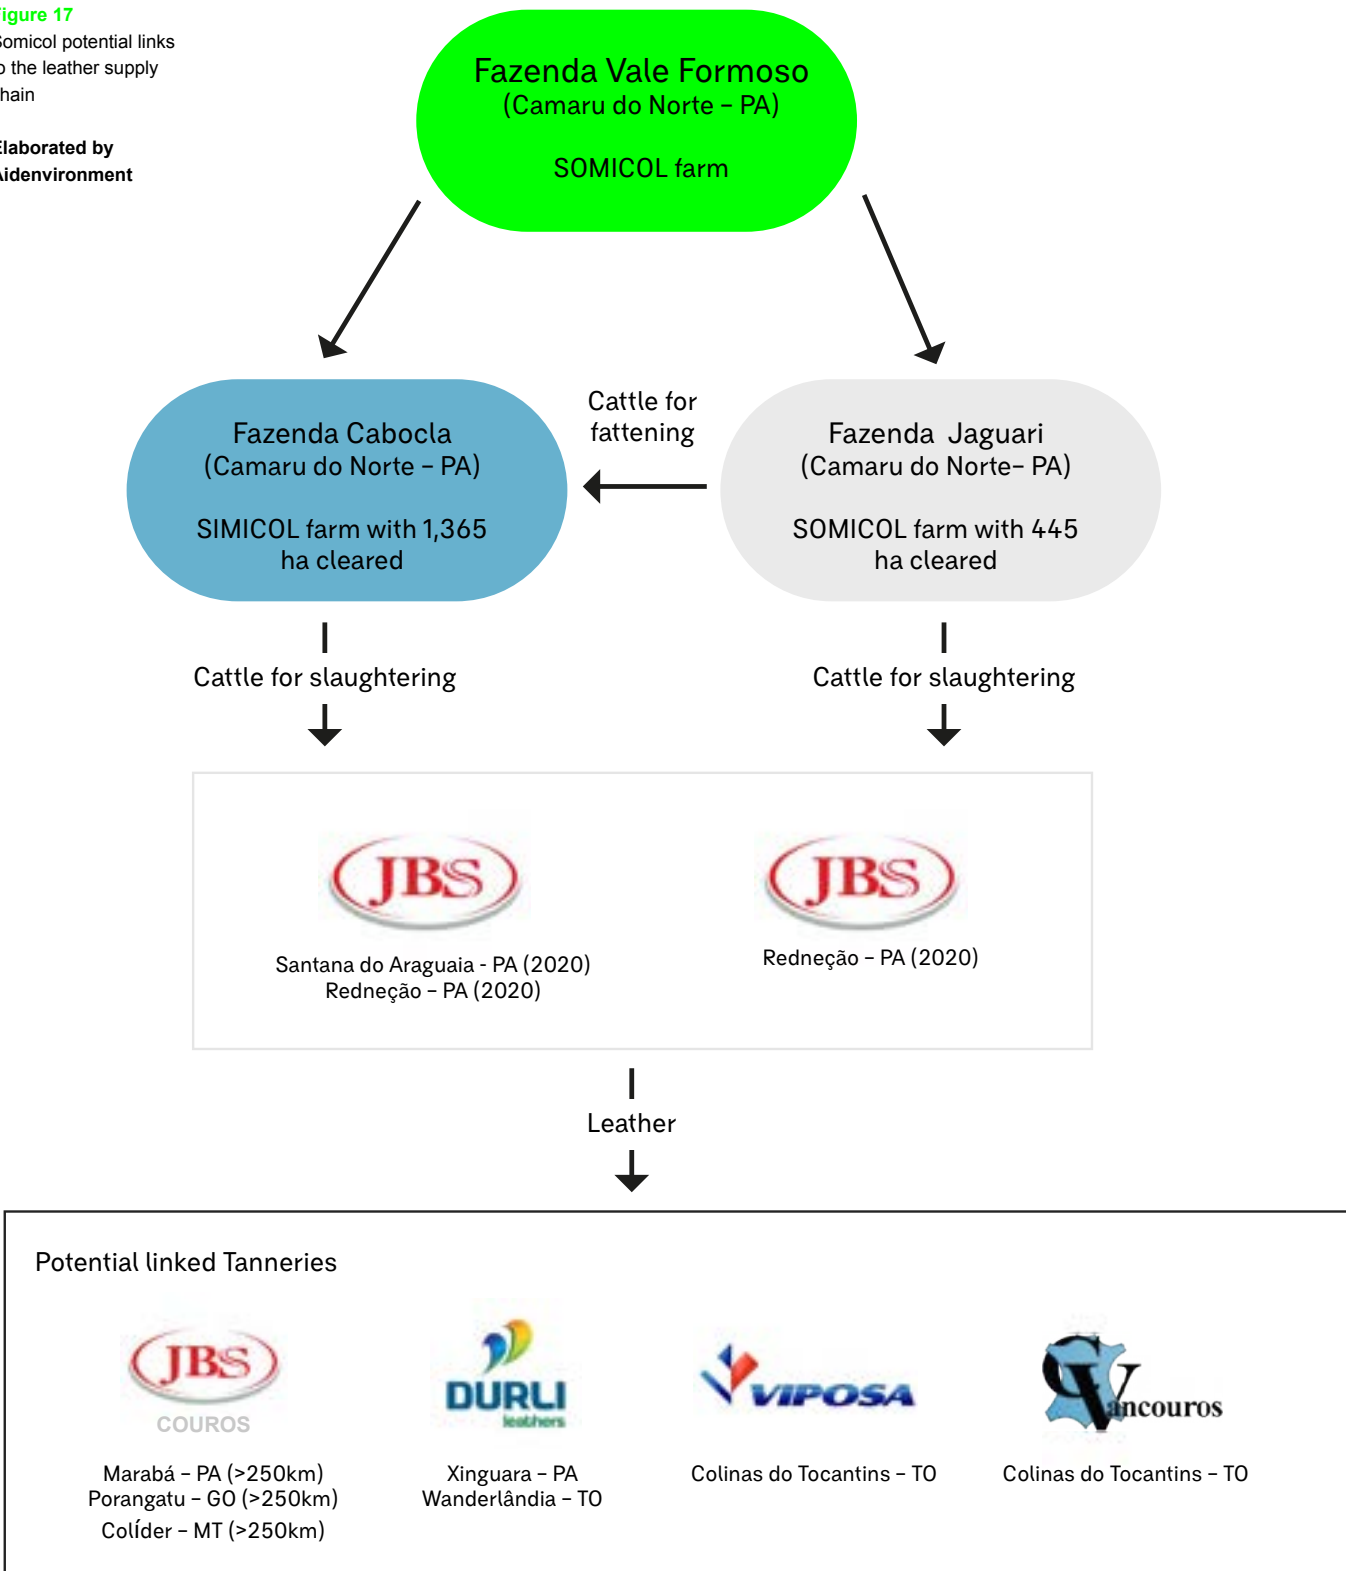 igure 17
omicol potential links
o the leather supply
hain
laborated by
idenvironment
Fazenda Vale Formoso
(Camaru do Norte – PA)
SOMICOL farm
Cattle for
fattening
Fazenda Cabocla
(Camaru do Norte – PA)
SIMICOL farm with 1,365
ha cleared
Fazenda Jaguari
(Camaru do Norte– PA)
SOMICOL farm with 445
ha cleared
Cattle for slaughtering
Cattle for slaughtering
JBS
Santana do Araguaia - PA (2020)
Redneção – PA (2020)
JBS
Redneção – PA (2020)
Leather
Potential linked Tanneries
JBS
COUROS
Marabá – PA (>250km)
Porangatu – GO (>250km)
Colíder – MT (>250km)
DURLI
leathers
Xinguara – PA
Wanderlândia – TO
VIPOSA
Colinas do Tocantins – TO
Vancouros
Colinas do Tocantins – TO